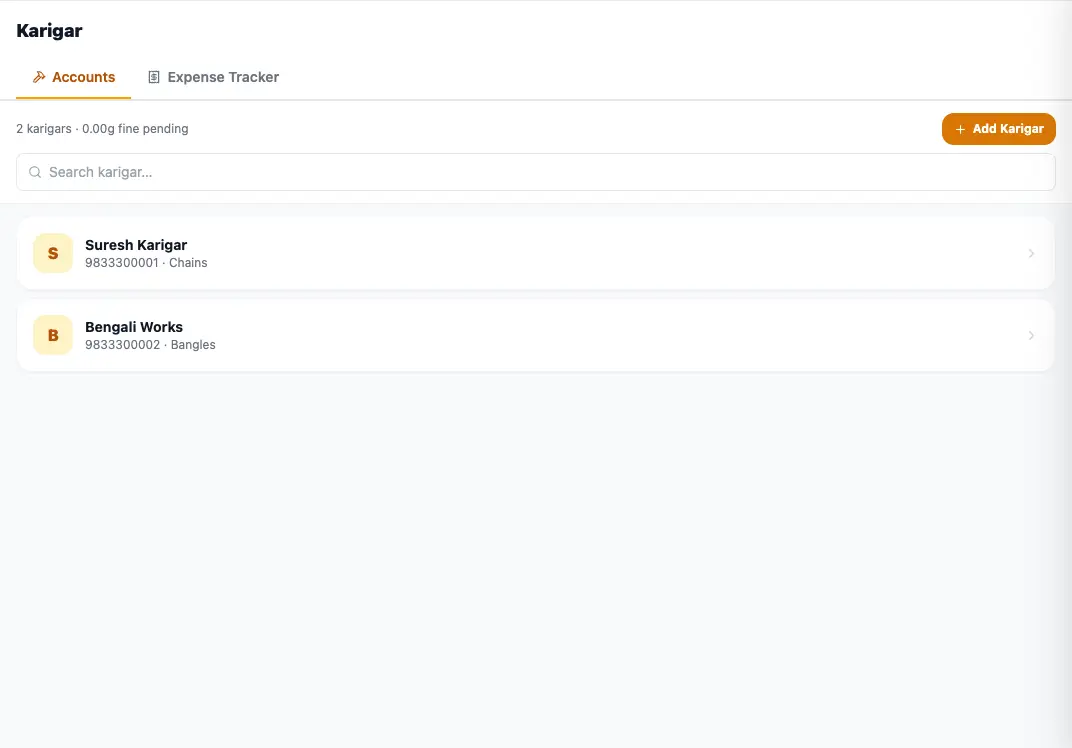 Karigar
Accounts
Expense Tracker
2 karigars · 0.00g fine pending
+ Add Karigar
Search karigar...
S
Suresh Karigar
9833300001 · Chains
B
Bengali Works
9833300002 · Bangles